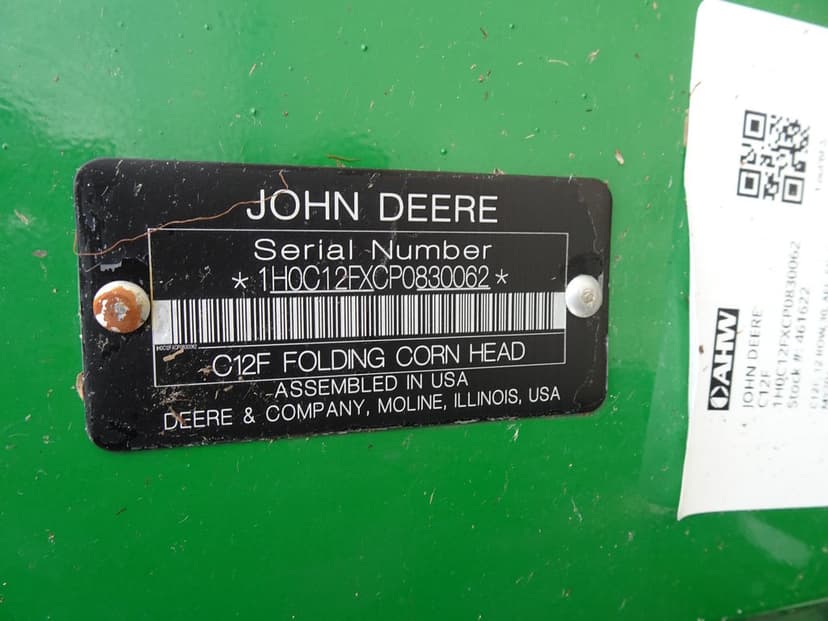 JOHN DEERE
Serial Number
*1H0C12FXCP0830062*
1H0C12FXCP0830062
C12F FOLDING CORN HEAD
ASSEMBLED IN USA
DEERE & COMPANY, MOLINE, ILLINOIS, USA
AHW
JOHN DEERE
C12F
1H0C12FXCP0830062
Stock #: 461622